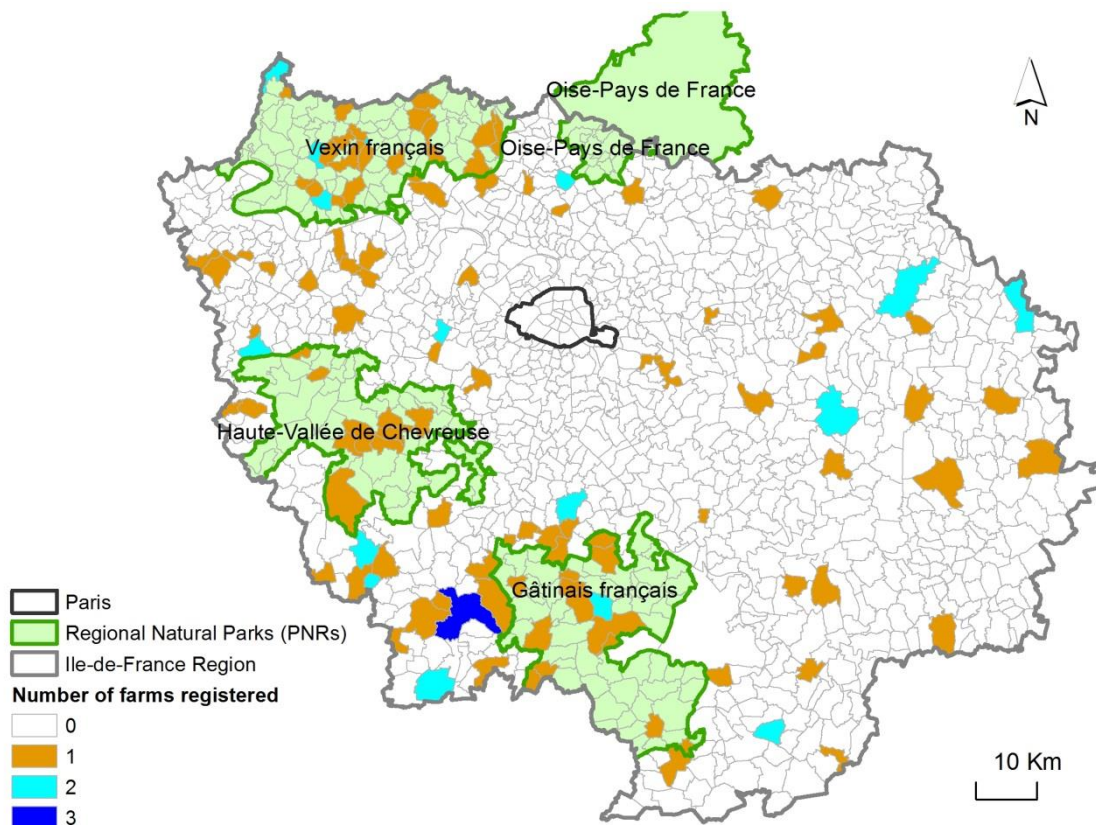 Oise-Pays de France
N
Vexin français
Oise-Pays de France
Haute-Vallée de Chevreuse
Gâtinais français
Paris
Regional Natural Parks (PNRs)
Ile-de-France Region
Number of farms registered
0
1
2
3
10 Km